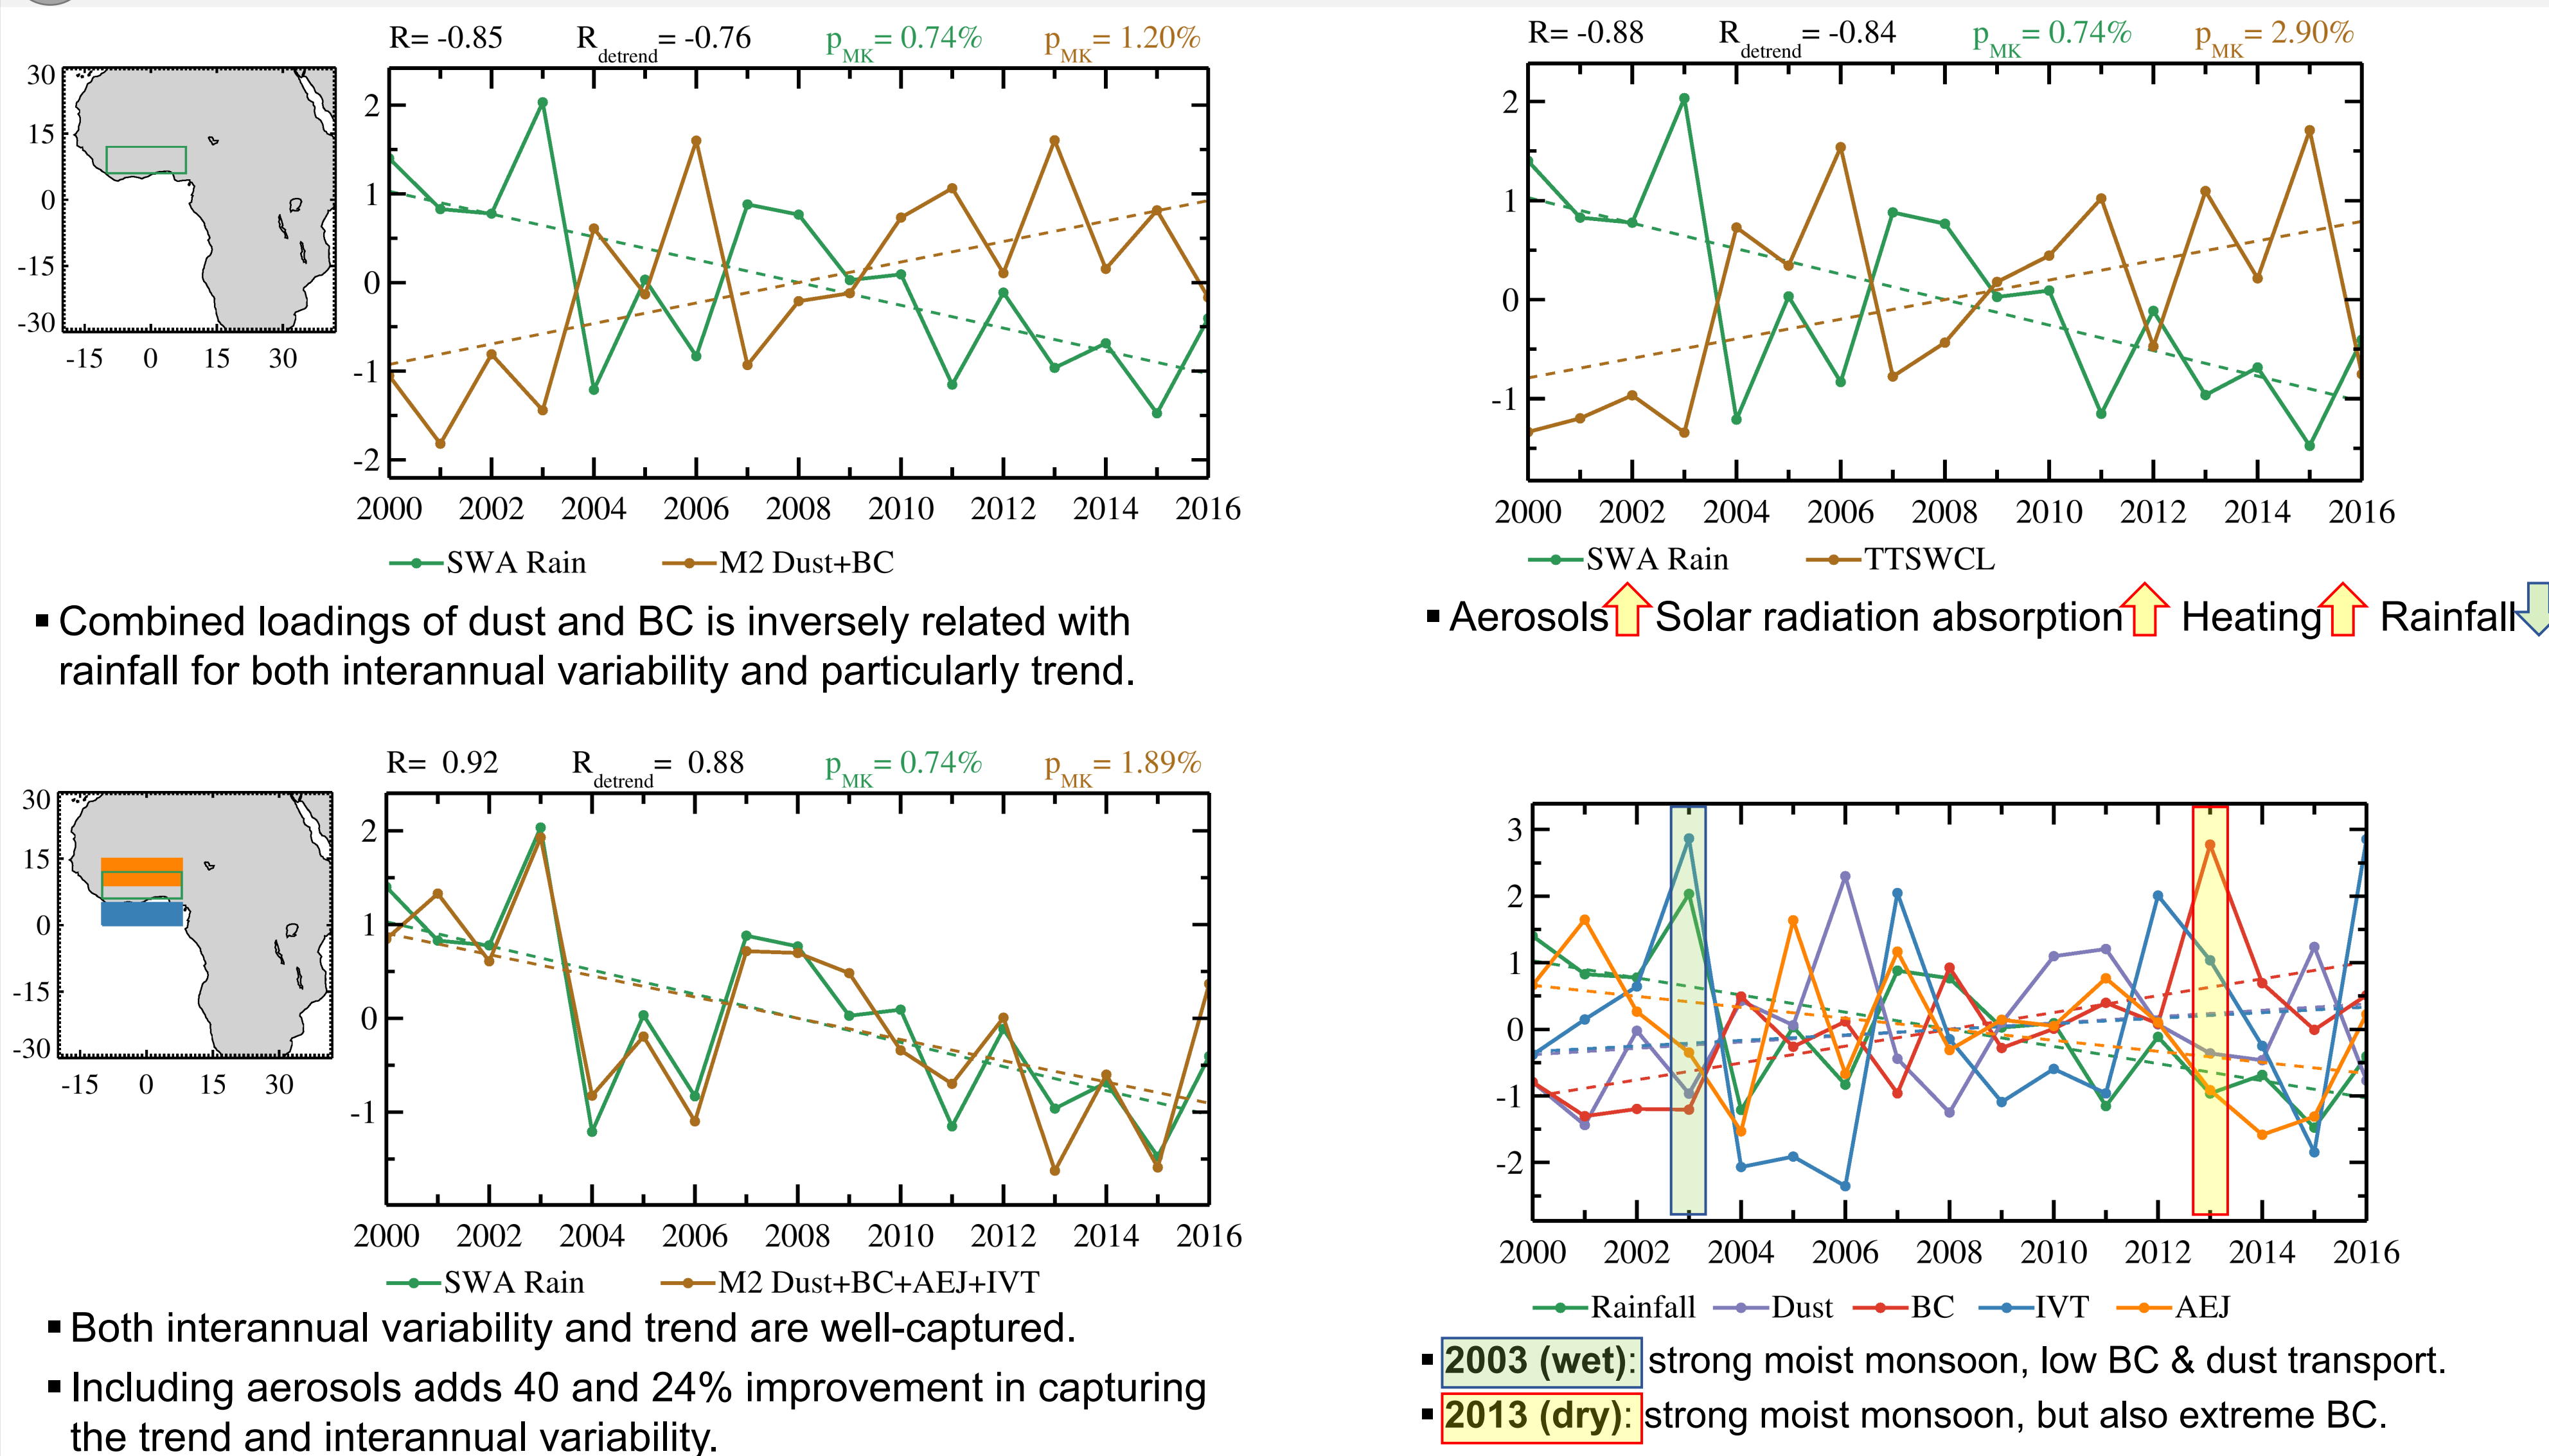 R= -0.85 R_detrend= -0.76 p_MK= 0.74% p_MK= 1.20%
30
15
0
-15
-30
-15 0 15 30
2
1
0
-1
-2
2000 2002 2004 2006 2008 2010 2012 2014 2016
SWA Rain M2 Dust+BC
▪ Combined loadings of dust and BC is inversely related with
rainfall for both interannual variability and particularly trend.
R= -0.88 R_detrend= -0.84 p_MK= 0.74% p_MK= 2.90%
2
1
0
-1
2000 2002 2004 2006 2008 2010 2012 2014 2016
SWA Rain TTSWCL
▪ Aerosols Solar radiation absorption Heating Rainfall
R= 0.92 R_detrend= 0.88 p_MK= 0.74% p_MK= 1.89%
30
15
0
-15
-30
-15 0 15 30
2
1
0
-1
2000 2002 2004 2006 2008 2010 2012 2014 2016
SWA Rain M2 Dust+BC+AEJ+IVT
▪ Both interannual variability and trend are well-captured.
▪ Including aerosols adds 40 and 24% improvement in capturing
the trend and interannual variability.
3
2
1
0
-1
-2
2000 2002 2004 2006 2008 2010 2012 2014 2016
Rainfall Dust BC IVT AEJ
▪ 2003 (wet): strong moist monsoon, low BC & dust transport.
▪ 2013 (dry): strong moist monsoon, but also extreme BC.